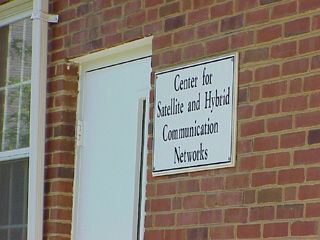 Center for
Satellite and Hybrid
Communication
Networks